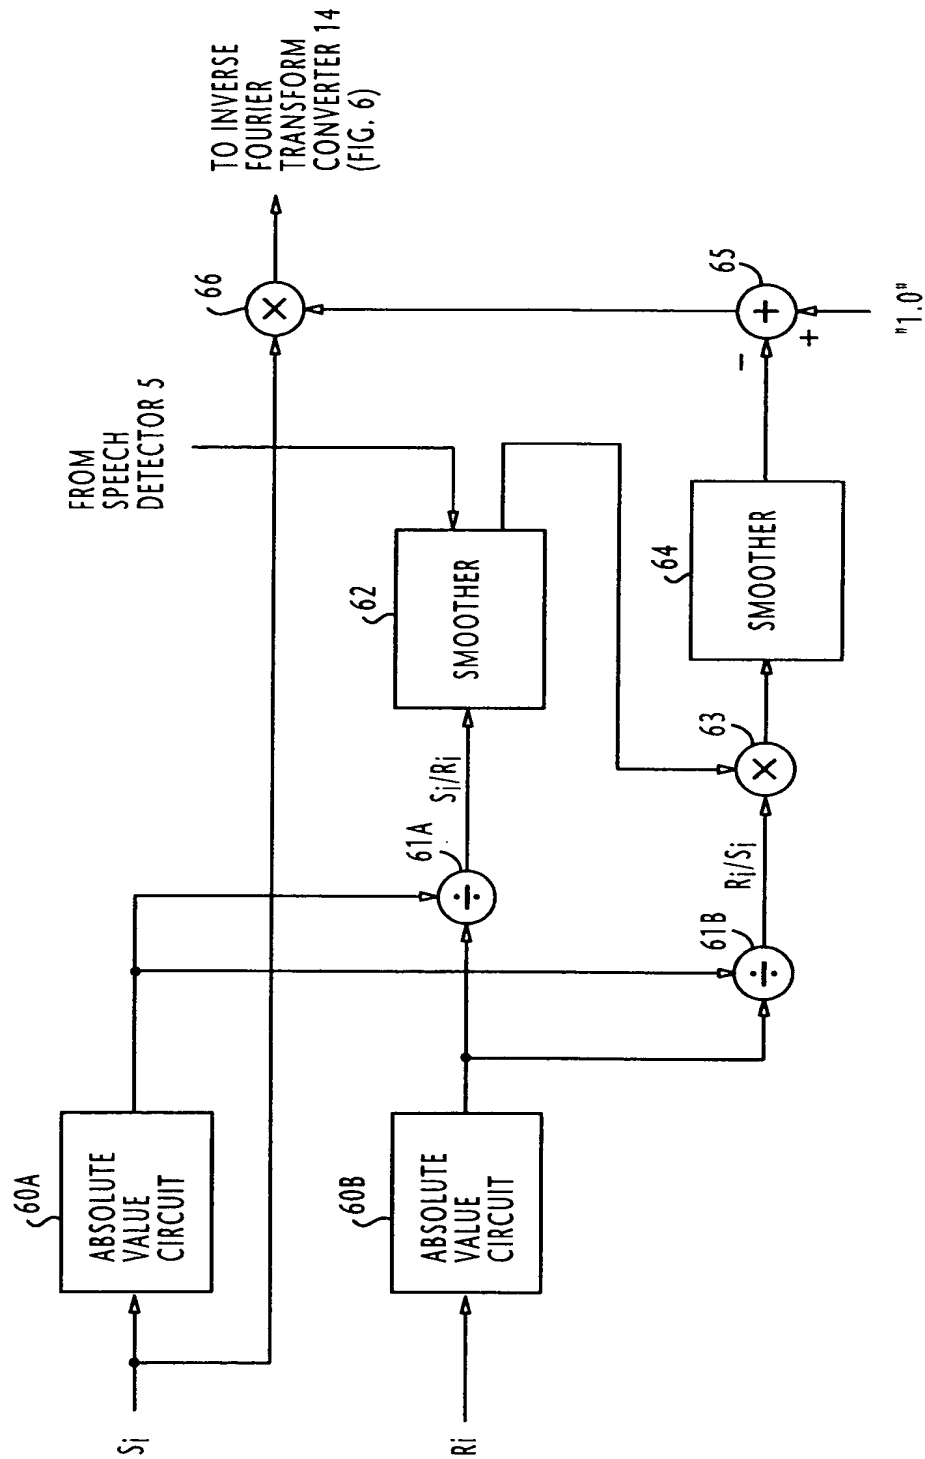 Si
60A
ABSOLUTE
VALUE
CIRCUIT
Ri
60B
ABSOLUTE
VALUE
CIRCUIT
61A
Si/Ri
61B
Ri/Si
62
SMOOTHER
63
64
SMOOTHER
FROM
SPEECH
DETECTOR 5
65
-
+
"1.0"
66
TO INVERSE
FOURIER
TRANSFORM
CONVERTER 14
(FIG. 6)
×
÷
÷
×
+